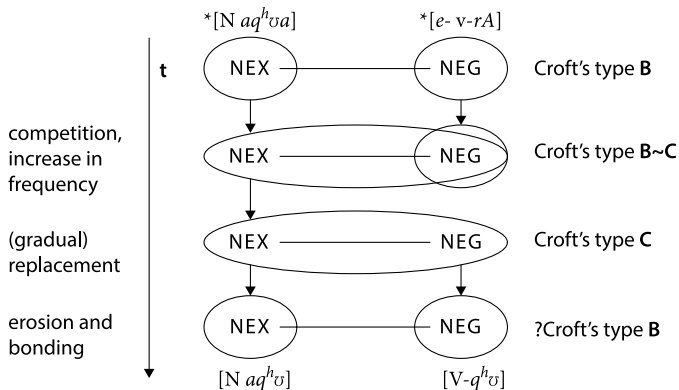 *[N aqʰʊa] *[e- v-rA]
t NEX NEG Croft's type B
competition,
increase in
frequency
NEX NEG Croft's type B~C
(gradual)
replacement
NEX NEG Croft's type C
erosion and
bonding
NEX NEG ?Croft's type B
[N aqʰʊ] [V-qʰʊ]